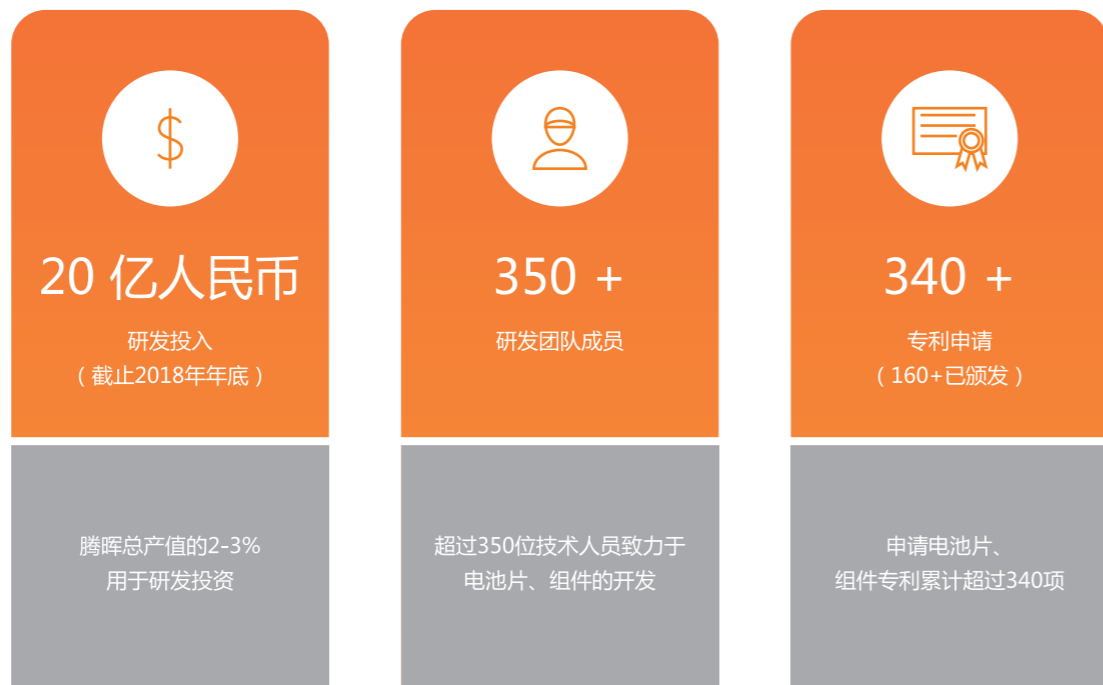 20 亿人民币
研发投入
（截止2018年年底）
腾晖总产值的2-3%
用于研发投资
350 +
研发团队成员
超过350位技术人员致力于
电池片、组件的开发
340 +
专利申请
（160+已颁发）
申请电池片、
组件专利累计超过340项